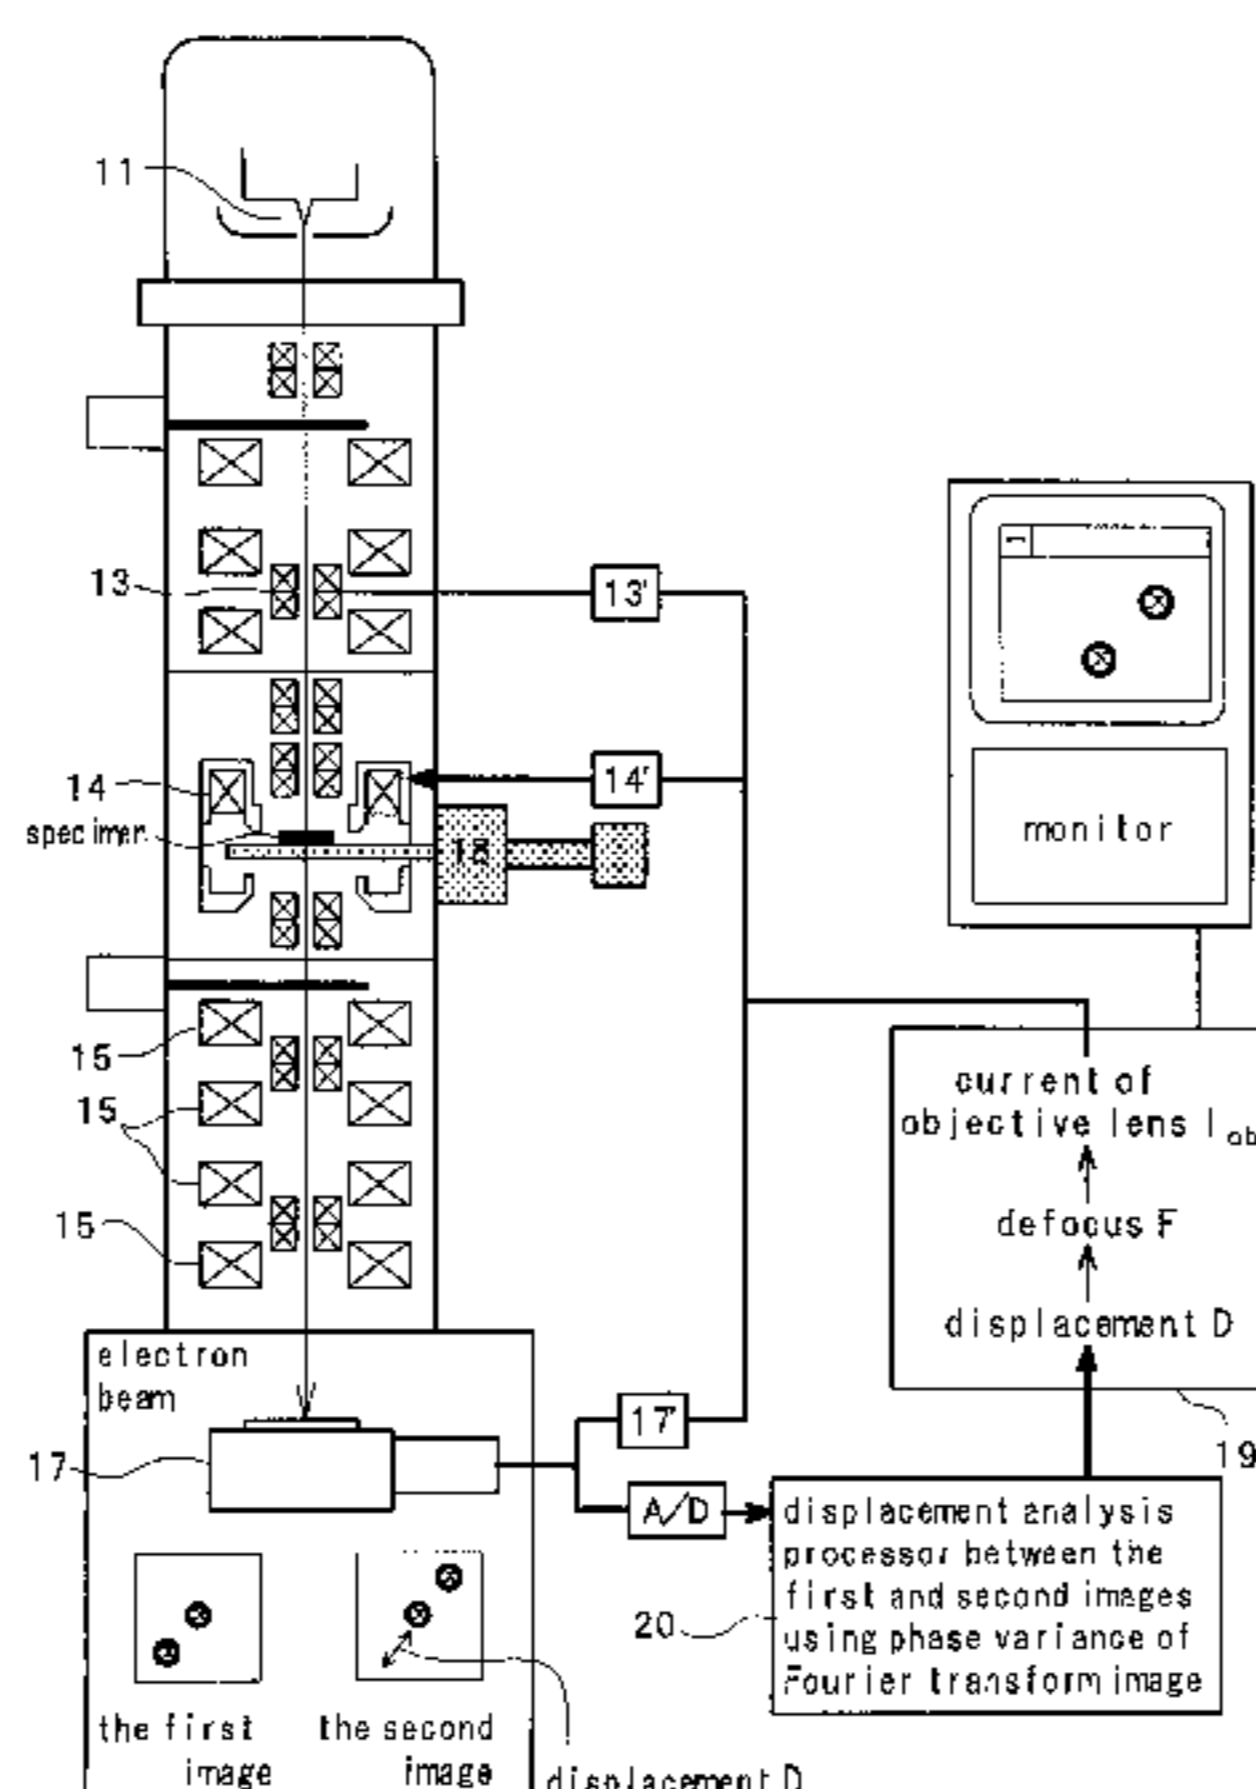 11
13
13'
14
14'
specimen
18
monitor
15
15
15
current of
objective lens I ob
defocus F
displacement D
electron
beam
17
17'
A/D
19
displacement analysis
processor between the
first and second images
using phase variance of
Fourier transform image
20
the first
image
the second
image
displacement D